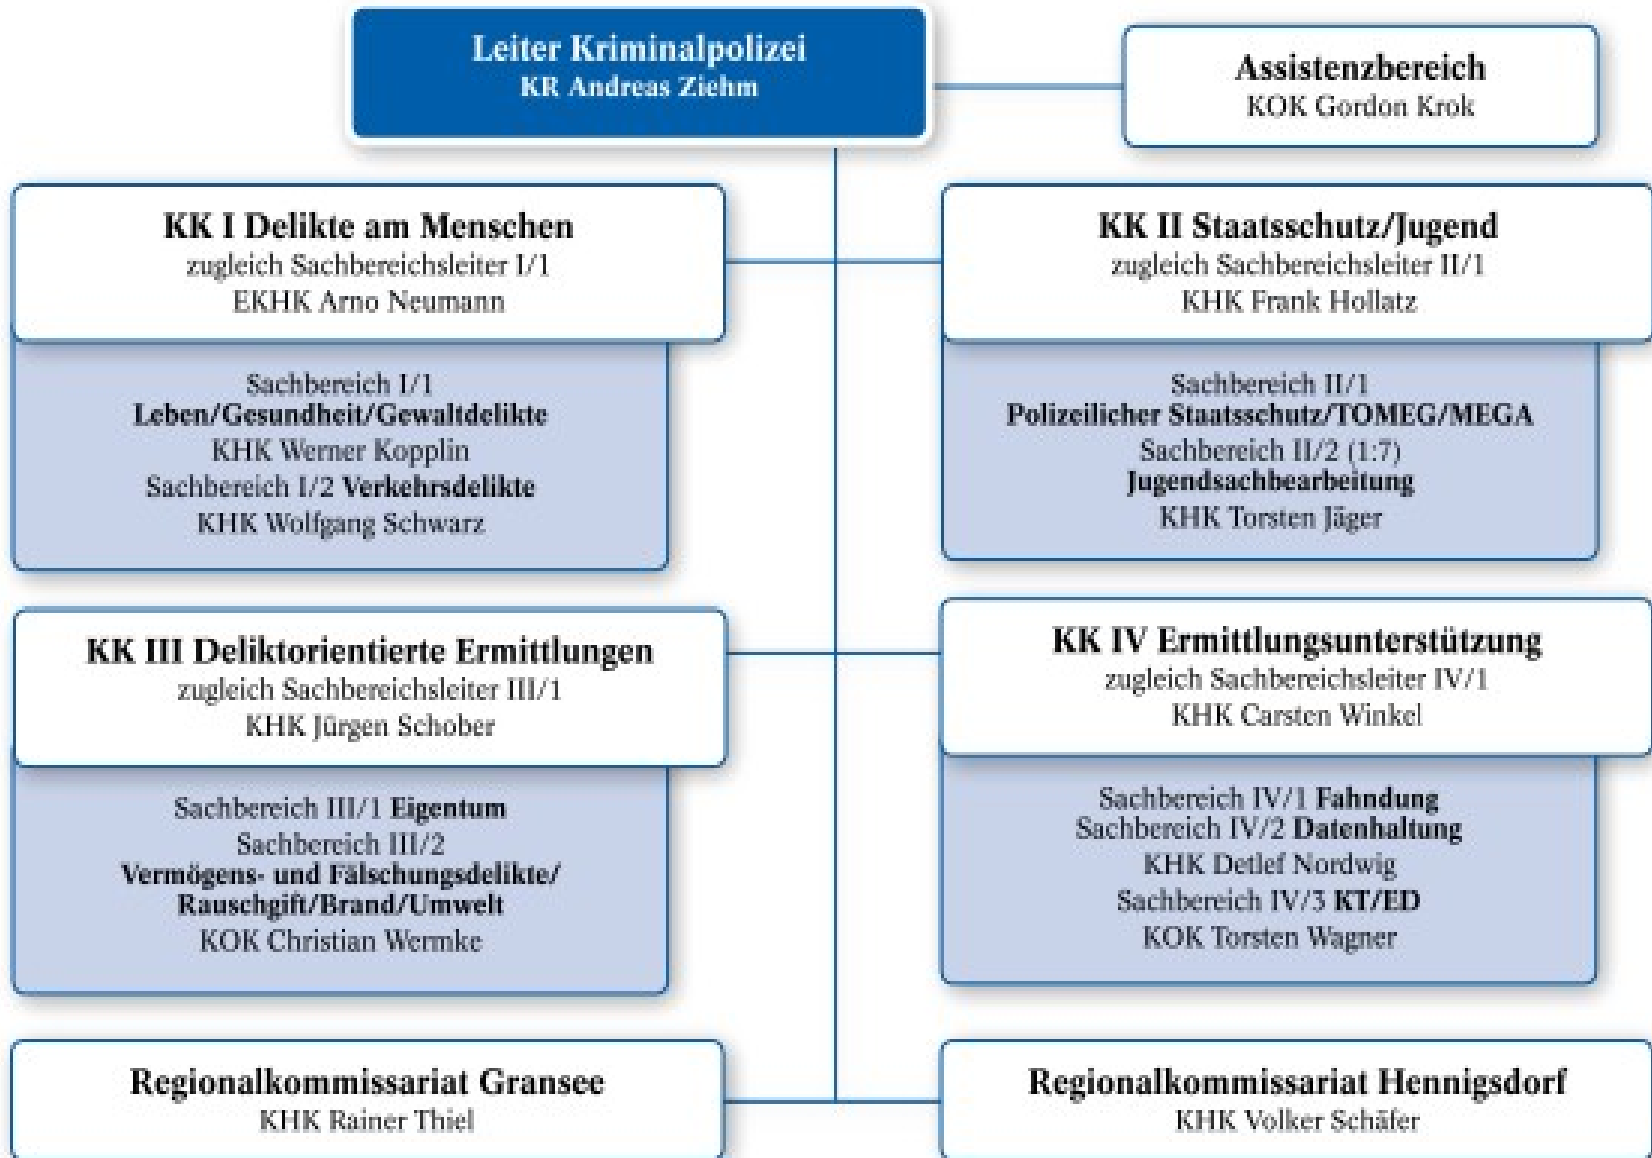 Leiter Kriminalpolizei
KR Andreas Ziehm
Assistenzbereich
KOK Gordon Krok
KK I Delikte am Menschen
zugleich Sachbereichsleiter I/1
EKHK Arno Neumann
Sachbereich I/1
Leben/Gesundheit/Gewaltdelikte
KHK Werner Kopplin
Sachbereich I/2 Verkehrsdelikte
KHK Wolfgang Schwarz
KK II Staatsschutz/Jugend
zugleich Sachbereichsleiter II/1
KHK Frank Hollatz
Sachbereich II/1
Polizeilicher Staatsschutz/TOMEG/MEGA
Sachbereich II/2 (1:7)
Jugendsachbearbeitung
KHK Torsten Jäger
KK III Deliktorientierte Ermittlungen
zugleich Sachbereichsleiter III/1
KHK Jürgen Schober
Sachbereich III/1 Eigentum
Sachbereich III/2
Vermögens- und Fälschungsdelikte/
Rauschgift/Brand/Umwelt
KOK Christian Wermke
KK IV Ermittlungsunterstützung
zugleich Sachbereichsleiter IV/1
KHK Carsten Winkel
Sachbereich IV/1 Fahndung
Sachbereich IV/2 Datenhaltung
KHK Detlef Nordwig
Sachbereich IV/3 KT/ED
KOK Torsten Wagner
Regionalkommissariat Gransee
KHK Rainer Thiel
Regionalkommissariat Hennigsdorf
KHK Volker Schäfer